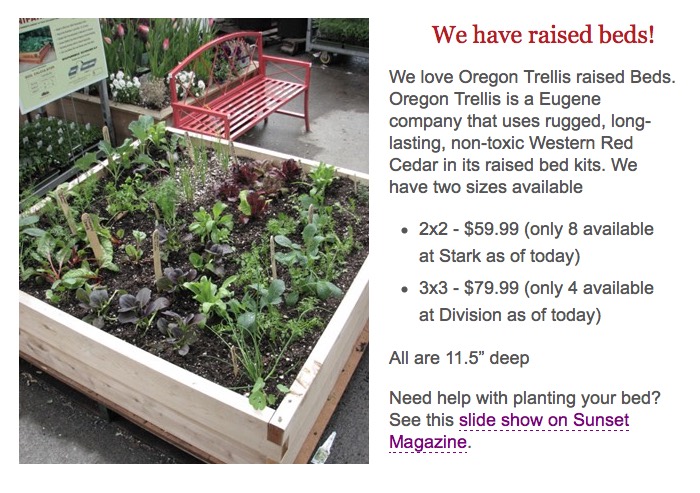 We have raised beds!
We love Oregon Trellis raised Beds.
Oregon Trellis is a Eugene
company that uses rugged, long-
lasting, non-toxic Western Red
Cedar in its raised bed kits. We
have two sizes available
• 2x2 - $59.99 (only 8 available
at Stark as of today)
• 3x3 - $79.99 (only 4 available
at Division as of today)
All are 11.5” deep
Need help with planting your bed?
See this slide show on Sunset
Magazine.